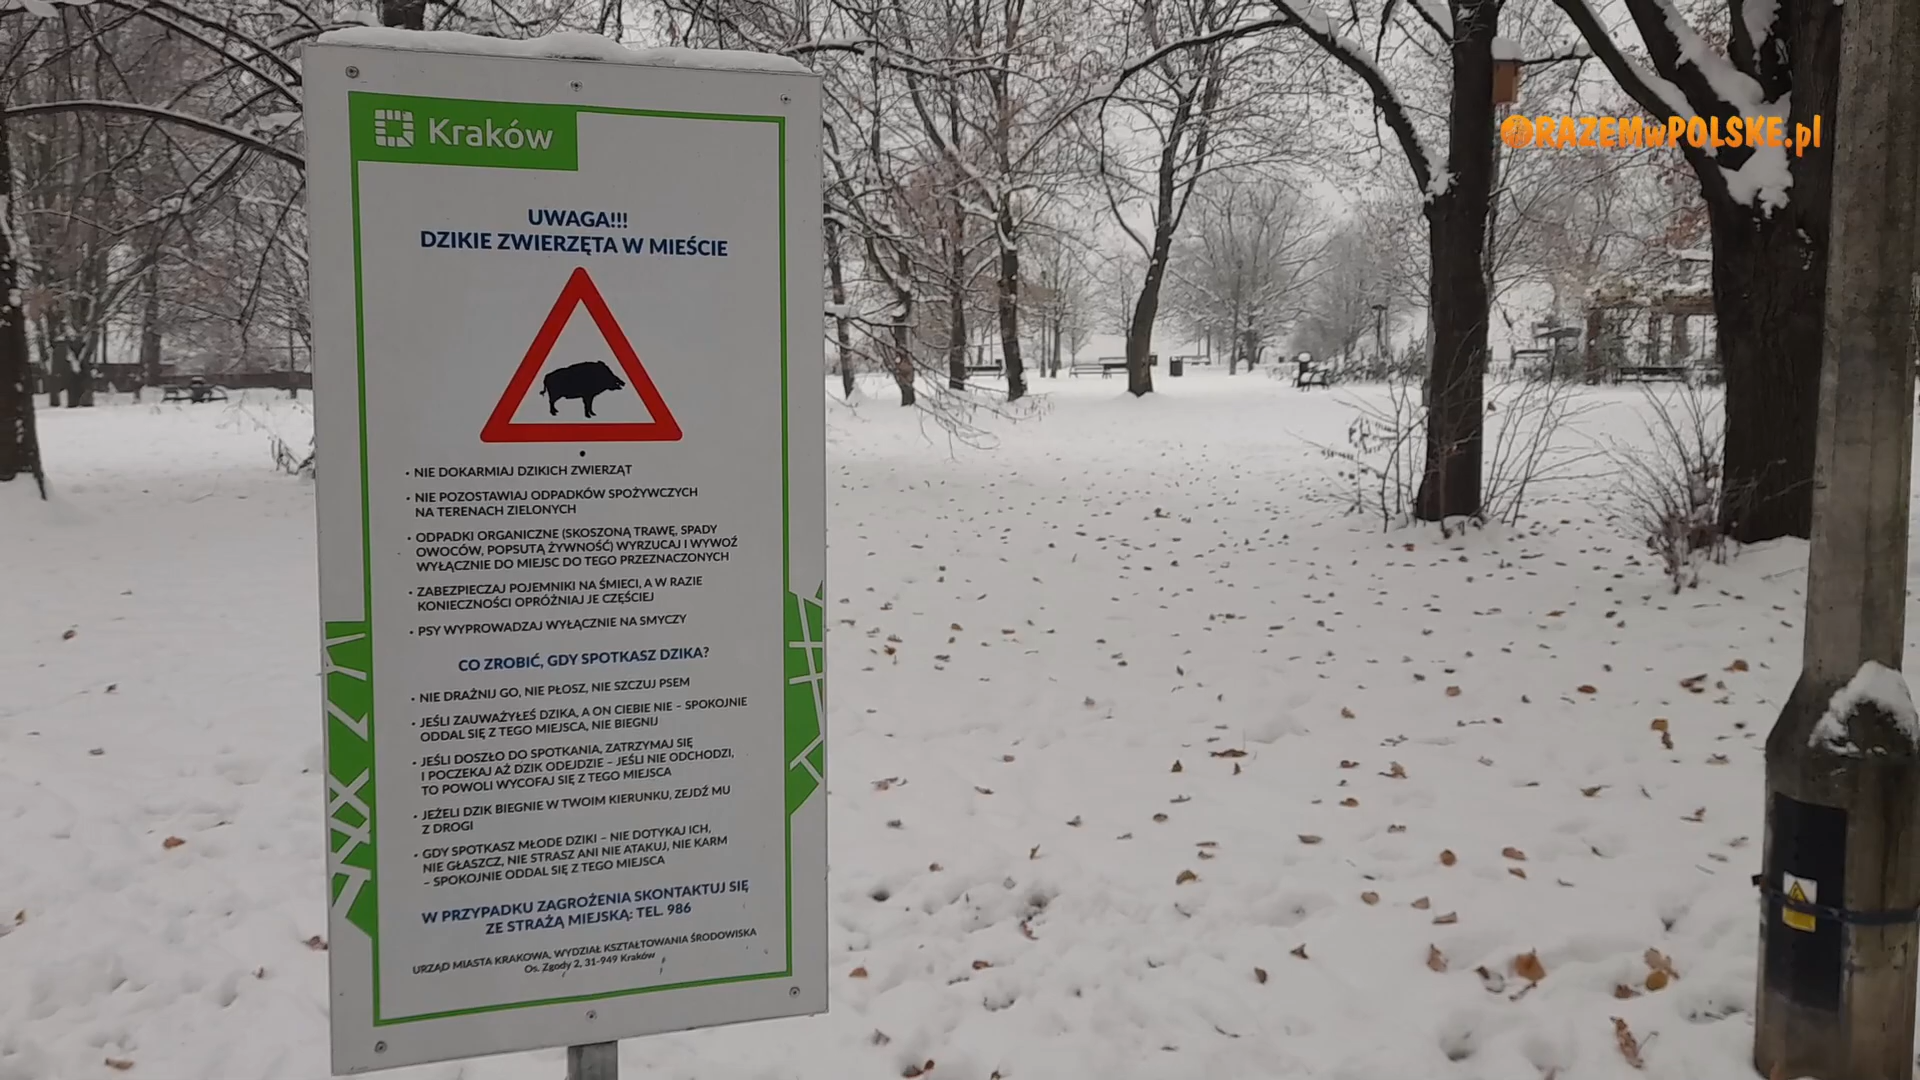 Kraków
RAZEMwPOLSKE.pl
UWAGA!!!
DZIKIE ZWIERZĘTA W MIEŚCIE
• NIE DOKARMIAJ DZIKICH ZWIERZĄT
• NIE POZOSTAWIAJ ODPADKÓW SPOŻYWCZYCH
NA TERENACH ZIELONYCH
• ODPADKI ORGANICZNE (SKOSZONĄ TRAWĘ, SPADY
OWOCÓW, POPSUTĄ ŻYWNOŚĆ) WYRZUCAJ I WYWOŹ
WYŁĄCZNIE DO MIEJSC DO TEGO PRZEZNACZONYCH
• ZABEZPIECZAJ POJEMNIKI NA ŚMIECI, A W RAZIE
KONIECZNOŚCI OPRÓŻNIAJ JE CZĘŚCIEJ
• PSY WYPROWADZAJ WYŁĄCZNIE NA SMYCZY
CO ZROBIĆ, GDY SPOTKASZ DZIKA?
• NIE DRAŻNIJ GO, NIE PŁOSZ, NIE SZCZUJ PSEM
• JEŚLI ZAUWAŻYŁEŚ DZIKA, A ON CIEBIE NIE – SPOKOJNIE
ODDAL SIĘ Z TEGO MIEJSCA, NIE BIEGNIJ
• JEŚLI DOSZŁO DO SPOTKANIA, ZATRZYMAJ SIĘ
I POCZEKAJ AŻ DZIK ODEJDZIE – JEŚLI NIE ODCHODZI,
TO POWOLI WYCOFAJ SIĘ Z TEGO MIEJSCA
• JEŻELI DZIK BIEGNIE W TWOIM KIERUNKU, ZEJDŹ MU
Z DROGI
• GDY SPOTKASZ MŁODE DZIKI – NIE DOTYKAJ ICH,
NIE GŁASZCZ, NIE STRASZ ANI NIE ATAKUJ, NIE KARM
– SPOKOJNIE ODDAL SIĘ Z TEGO MIEJSCA
W PRZYPADKU ZAGROŻENIA SKONTAKTUJ SIĘ
ZE STRAŻĄ MIEJSKĄ: TEL. 986
URZĄD MIASTA KRAKOWA, WYDZIAŁ KSZTAŁTOWANIA ŚRODOWISKA
Os. Zgody 2, 31-949 Kraków